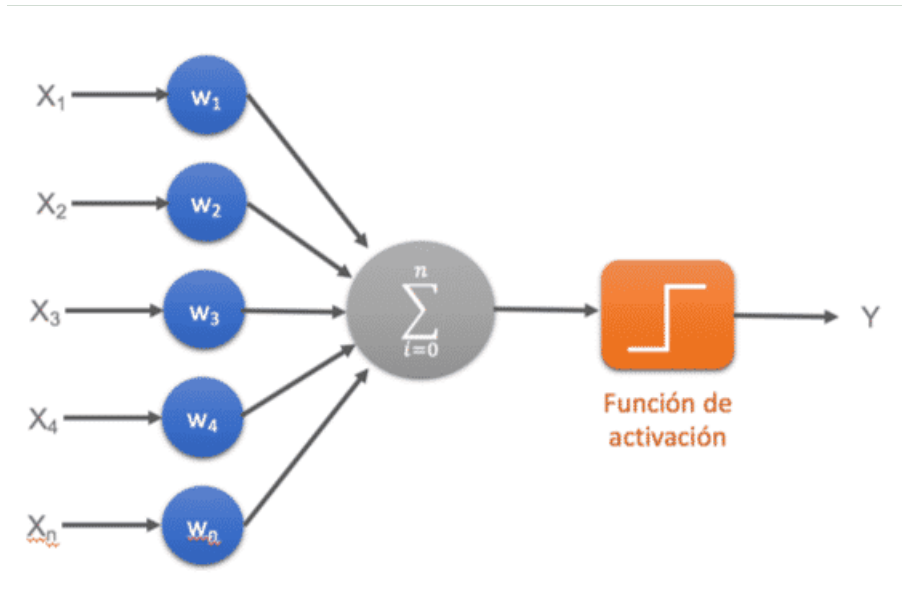 X₁ w₁
X₂ w₂
n
∑
i=0
X₃ w₃
Y
X₄ w₄
Función de
activación
Xₙ wₙ